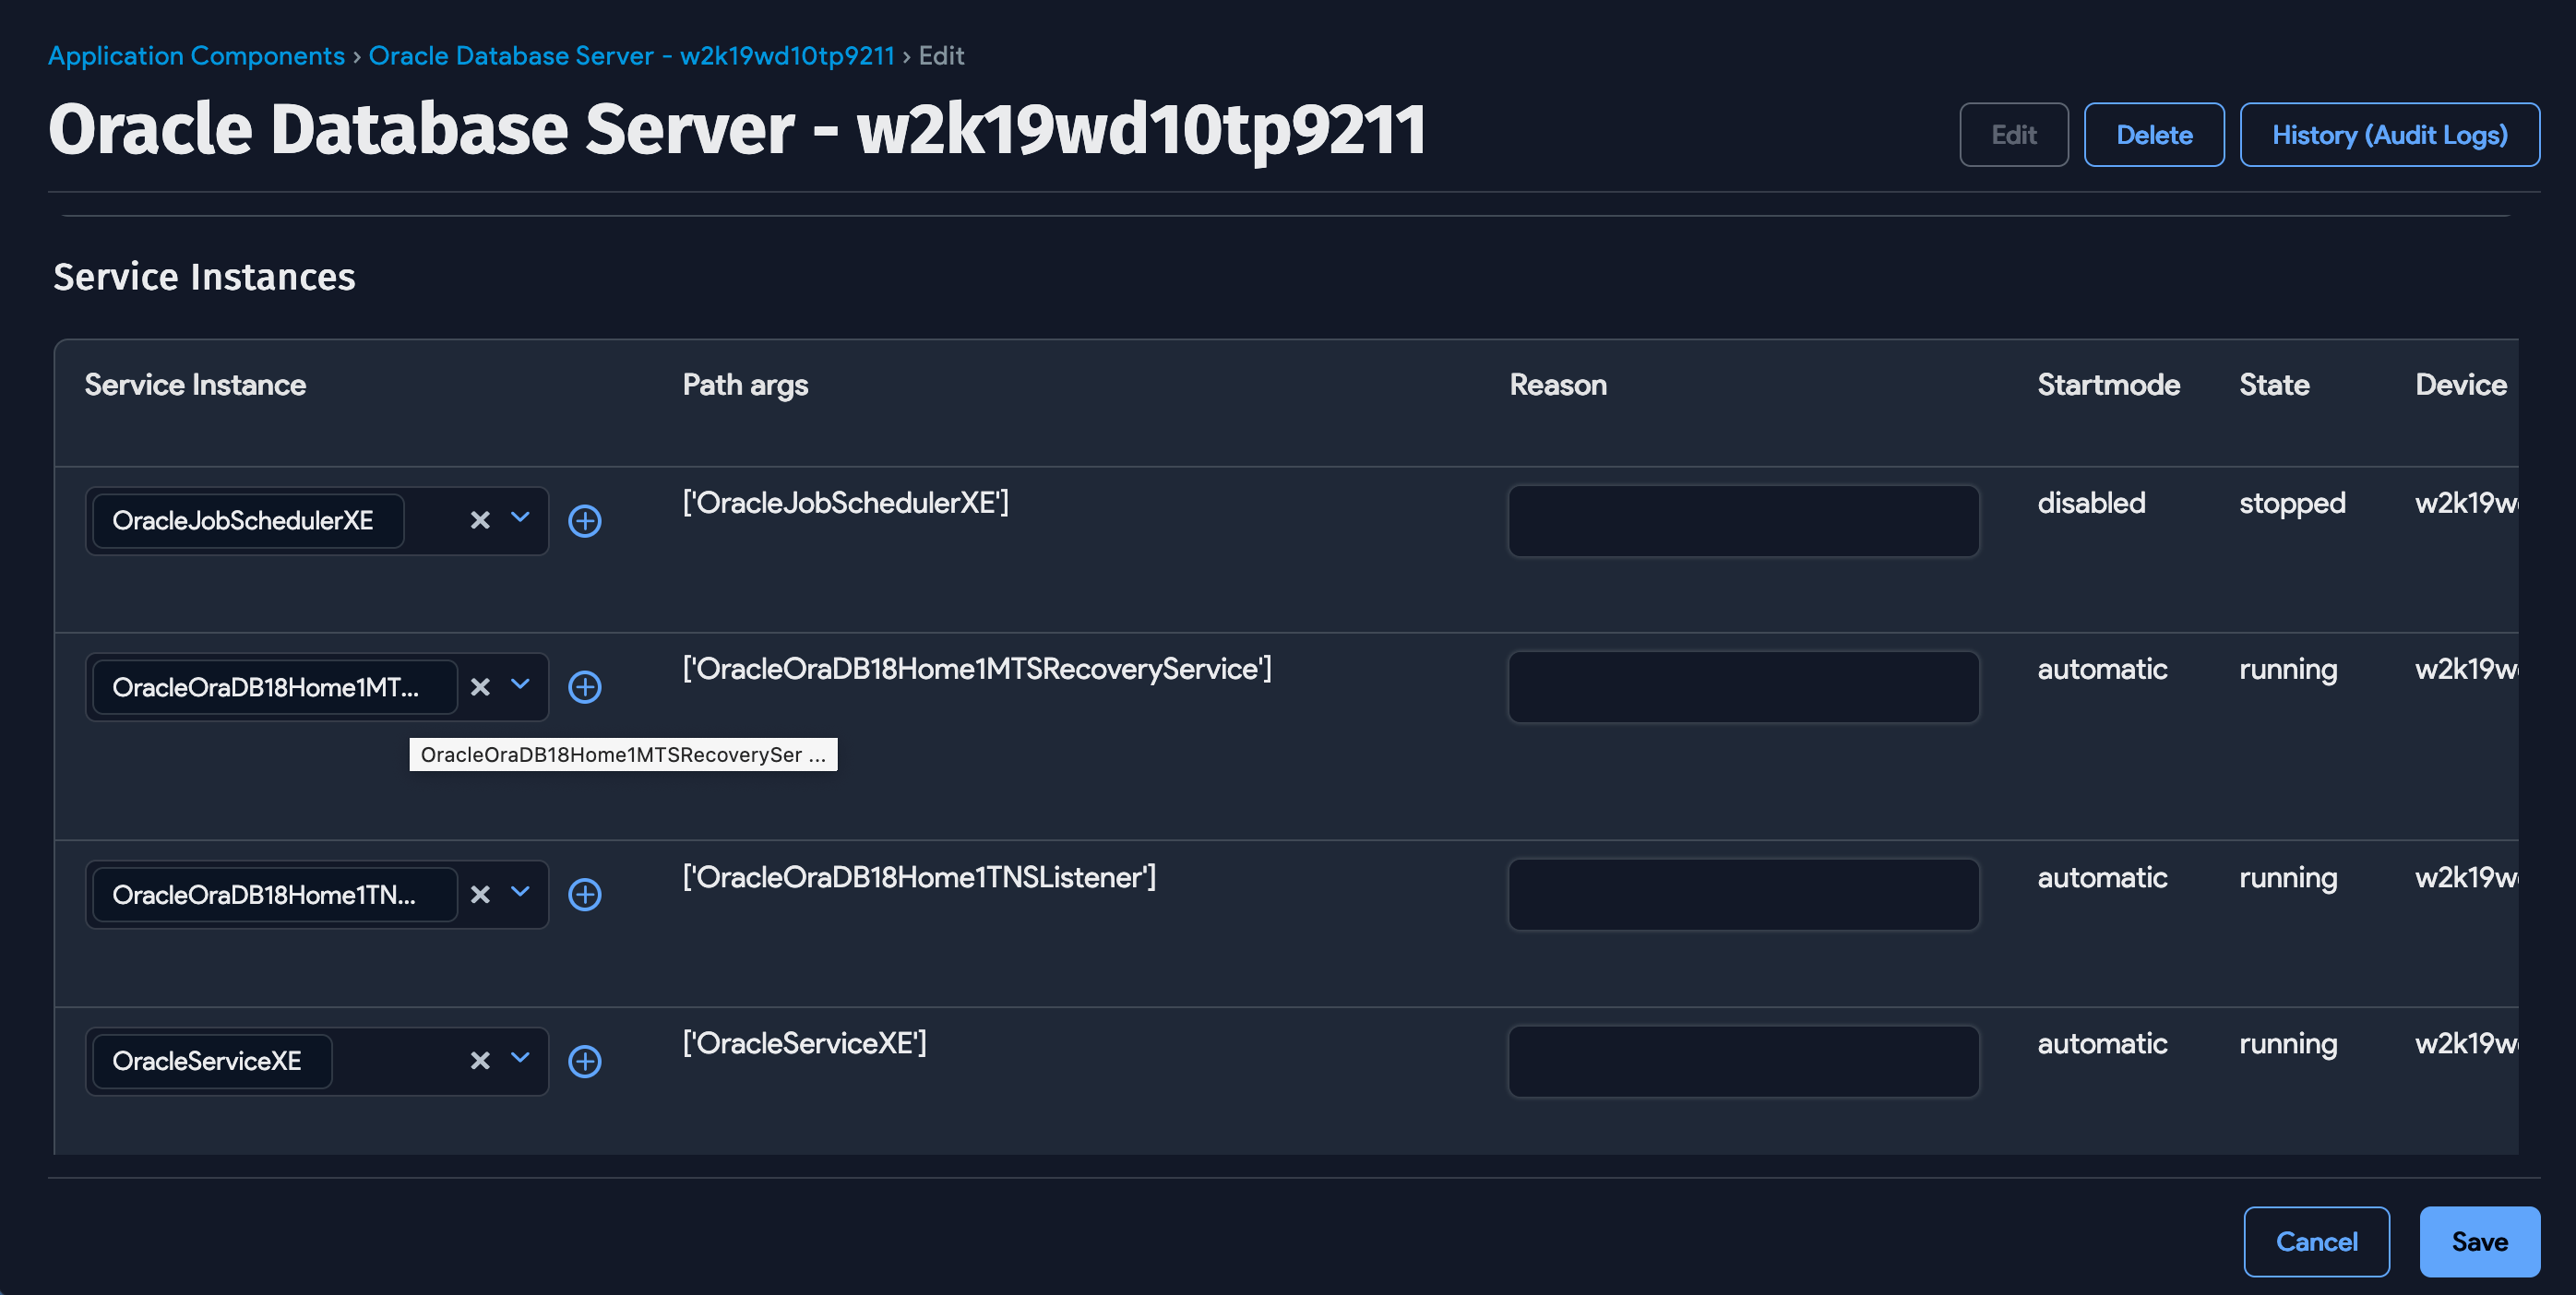 Application Components › Oracle Database Server - w2k19wd10tp9211 › Edit
Oracle Database Server - w2k19wd10tp9211
Edit Delete History (Audit Logs)
Service Instances
Service Instance Path args Reason Startmode State Device
OracleJobSchedulerXE ['OracleJobSchedulerXE'] disabled stopped w2k19w
OracleOraDB18Home1MT... ['OracleOraDB18Home1MTSRecoveryService'] automatic running w2k19w
OracleOraDB18Home1MTSRecoverySer ...
OracleOraDB18Home1TN... ['OracleOraDB18Home1TNSListener'] automatic running w2k19w
OracleServiceXE ['OracleServiceXE'] automatic running w2k19w
Cancel Save